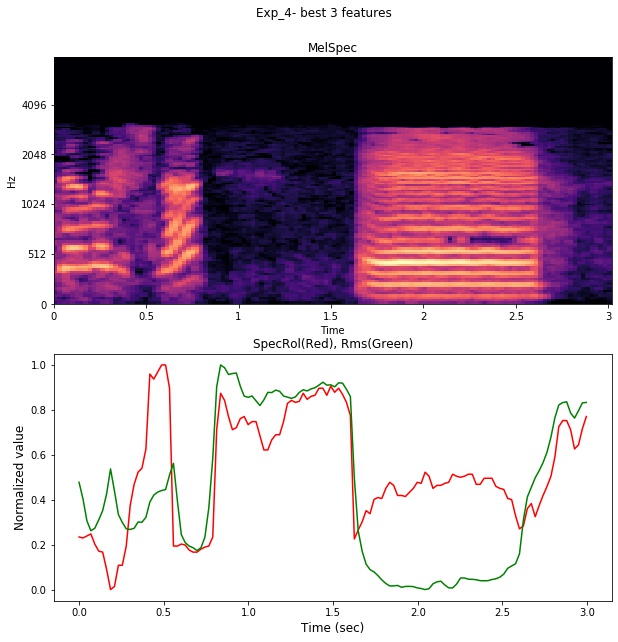 Exp_4- best 3 features
MelSpec
4096
2048
1024
512
0
Hz
0 0.5 1 1.5 2 2.5 3
Time
SpecRol(Red), Rms(Green)
1.0
0.8
0.6
0.4
0.2
0.0
Normalized value
0.0 0.5 1.0 1.5 2.0 2.5 3.0
Time (sec)